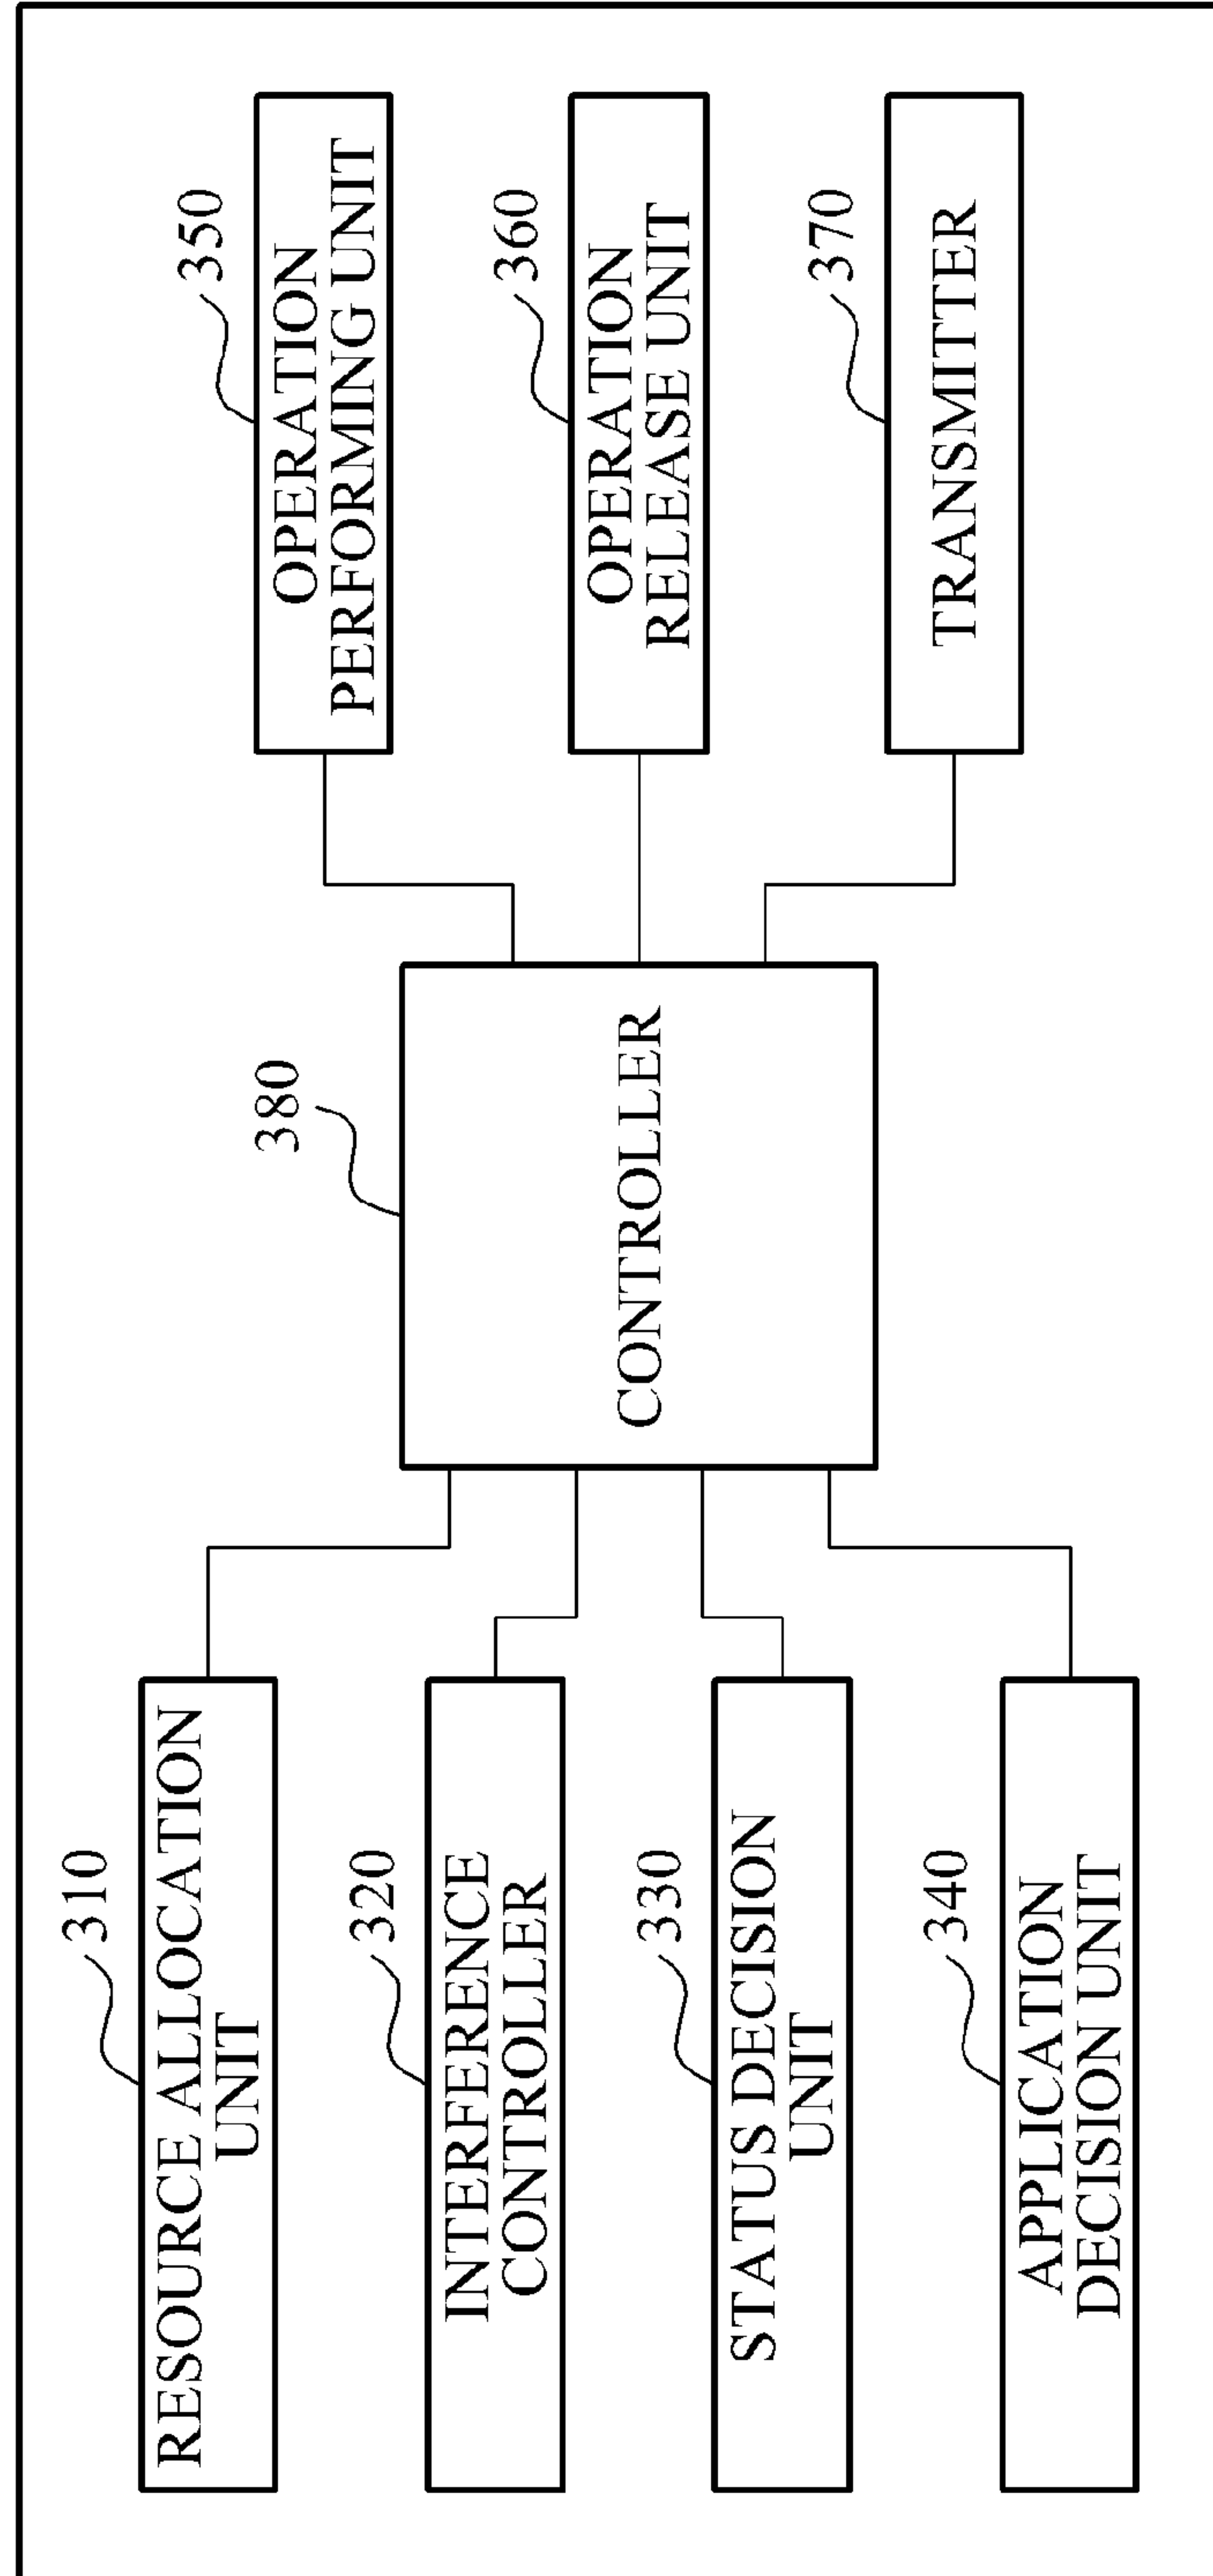 310
RESOURCE ALLOCATION
UNIT
320
INTERFERENCE
CONTROLLER
330
STATUS DECISION
UNIT
340
APPLICATION
DECISION UNIT
380
CONTROLLER
350
OPERATION
PERFORMING UNIT
360
OPERATION
RELEASE UNIT
370
TRANSMITTER